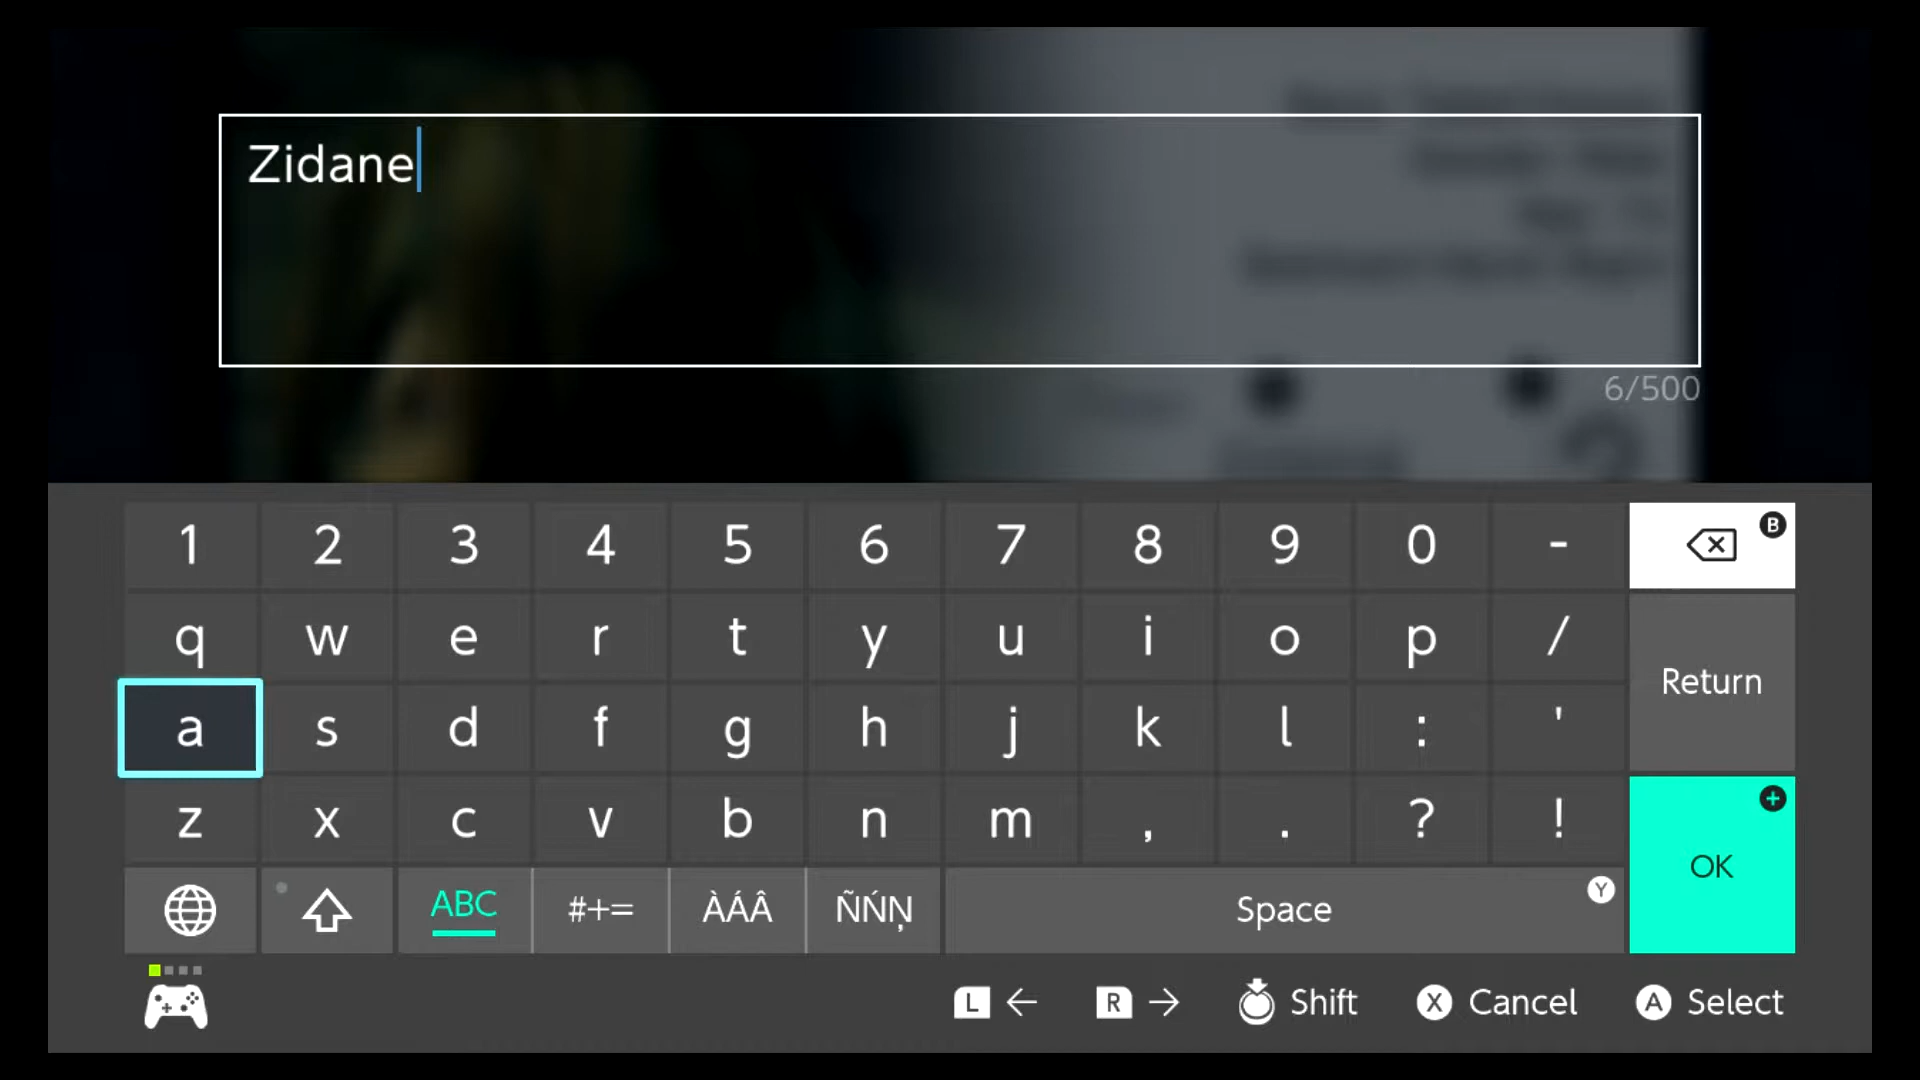 Zidane
6/500
1 2 3 4 5 6 7 8 9 0 - B
q w e r t y u i o p /
Return
a s d f g h j k l : '
z x c v b n m , . ? !
OK
ABC #+= ÀÁÂ ÑŃŅ Space Y
L ← R → Shift X Cancel A Select